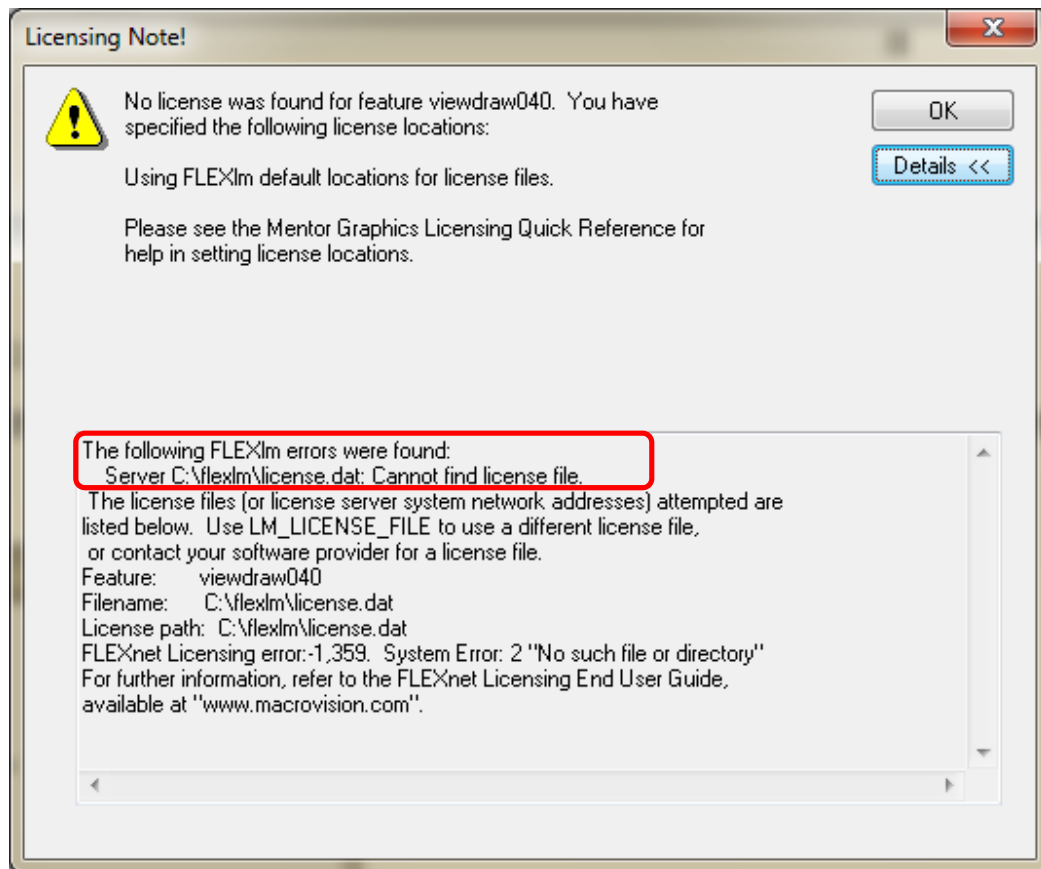 Licensing Note!
No license was found for feature viewdraw040. You have
specified the following license locations:
Using FLEXlm default locations for license files.
Please see the Mentor Graphics Licensing Quick Reference for
help in setting license locations.
OK
Details <<
The following FLEXlm errors were found:
Server C:\flexlm\license.dat: Cannot find license file.
The license files (or license server system network addresses) attempted are
listed below. Use LM_LICENSE_FILE to use a different license file,
or contact your software provider for a license file.
Feature: viewdraw040
Filename: C:\flexlm\license.dat
License path: C:\flexlm\license.dat
FLEXnet Licensing error:-1,359. System Error: 2 "No such file or directory"
For further information, refer to the FLEXnet Licensing End User Guide,
available at "www.macrovision.com".